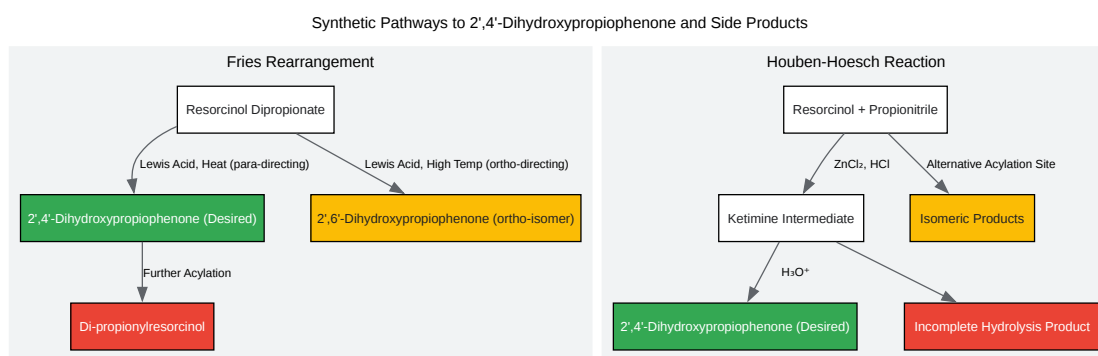 Synthetic Pathways to 2',4'-Dihydroxypropiophenone and Side Products
Fries Rearrangement
Resorcinol Dipropionate
Lewis Acid, Heat (para-directing)
Lewis Acid, High Temp (ortho-directing)
2',4'-Dihydroxypropiophenone (Desired)
2',6'-Dihydroxypropiophenone (ortho-isomer)
Further Acylation
Di-propionylresorcinol
Houben-Hoesch Reaction
Resorcinol + Propionitrile
ZnCl₂, HCl
Alternative Acylation Site
Ketimine Intermediate
Isomeric Products
H₃O⁺
2',4'-Dihydroxypropiophenone (Desired)
Incomplete Hydrolysis Product